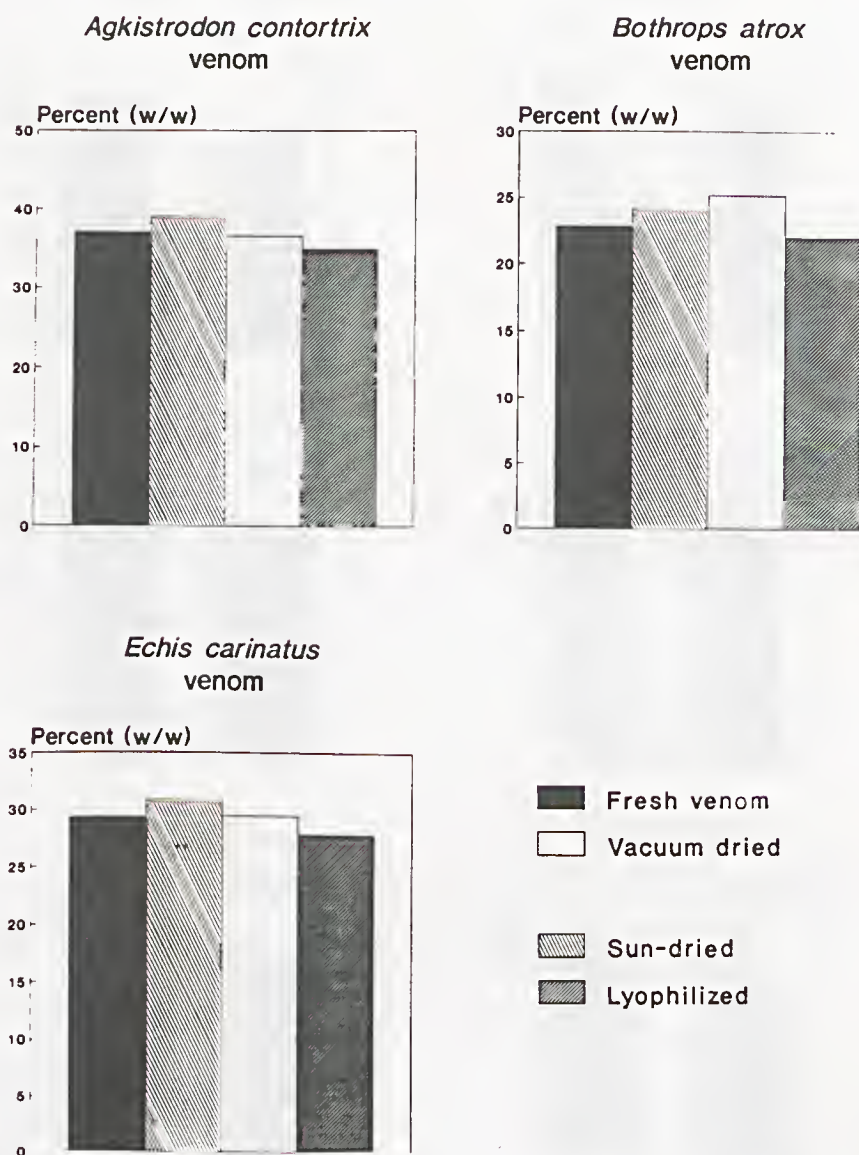 Agkistrodon contortrix
venom
Percent (w/w)
50
40
30
20
10
0
Bothrops atrox
venom
Percent (w/w)
30
25
20
15
10
5
0
Echis carinatus
venom
Percent (w/w)
35
30
25
20
15
10
5
0
Fresh venom
Vacuum dried
Sun-dried
Lyophilized